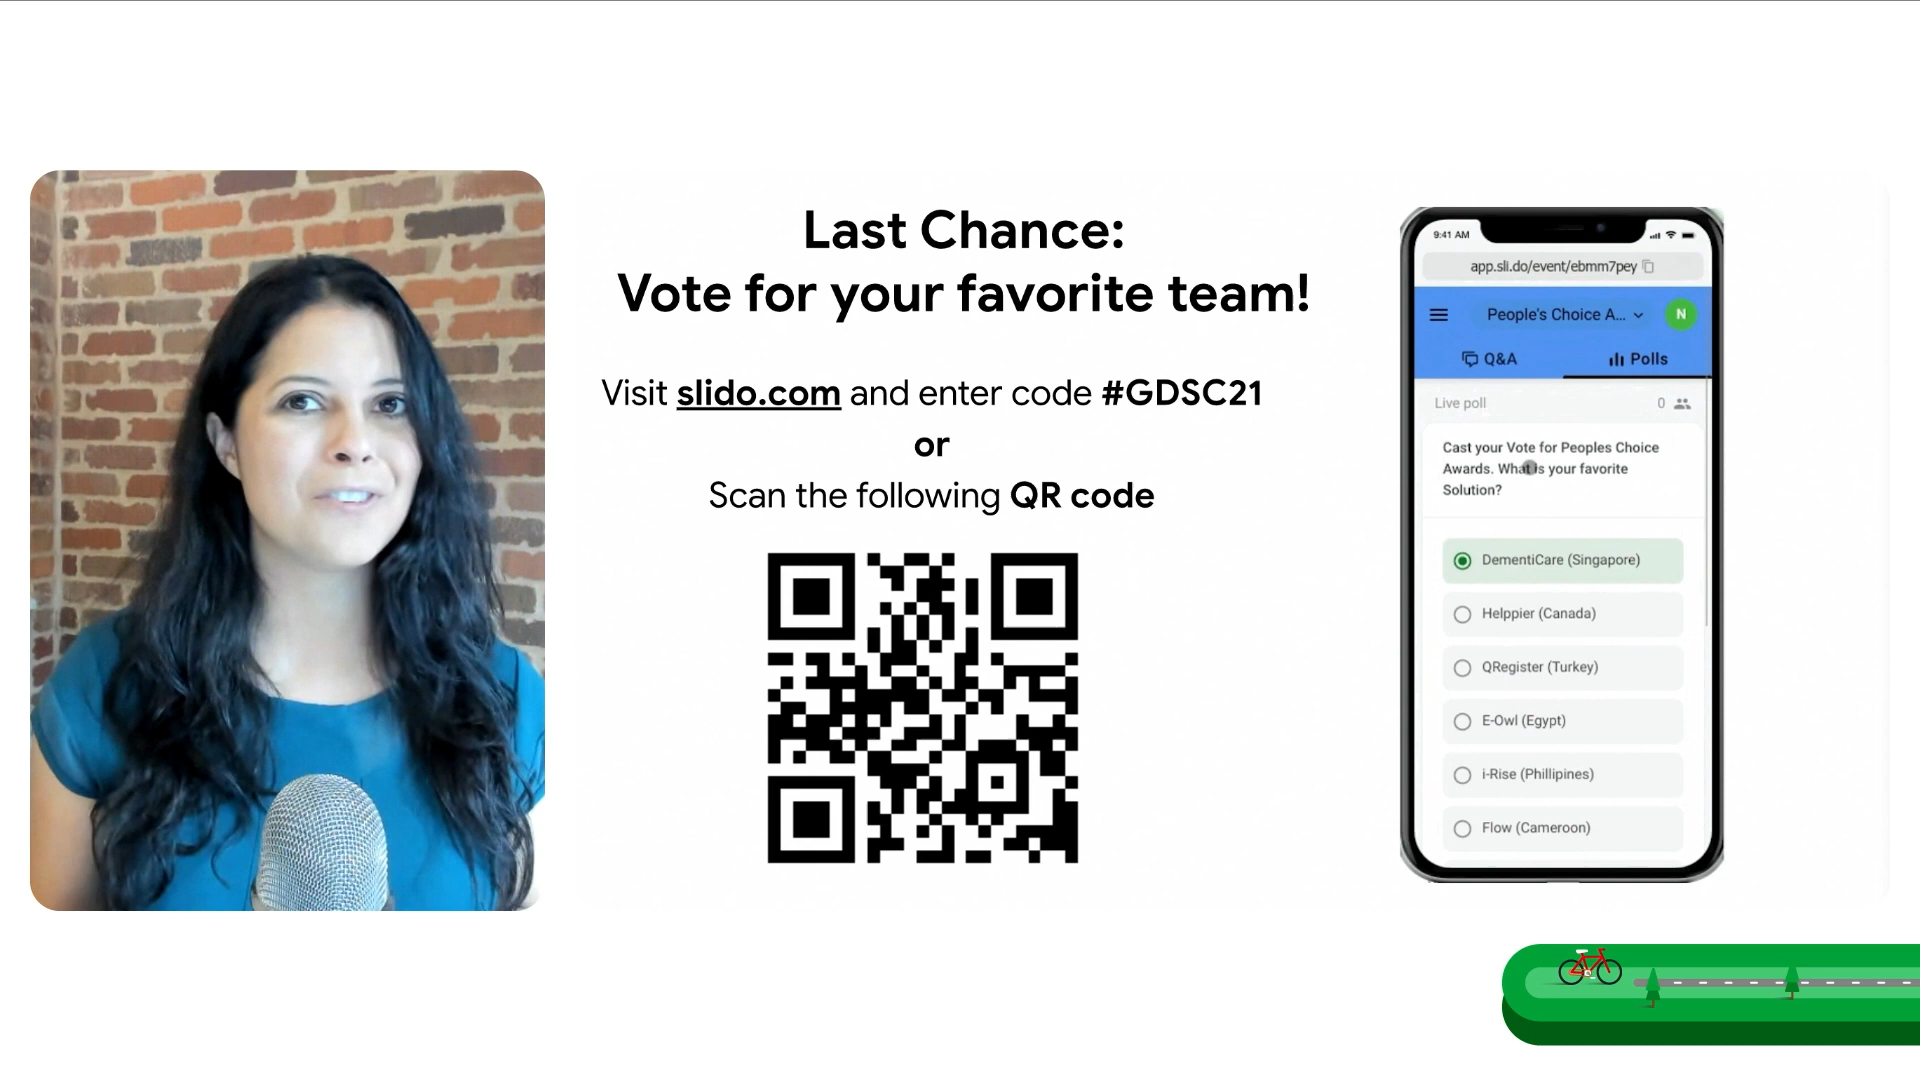 Last Chance:
Vote for your favorite team!
Visit slido.com and enter code #GDSC21
or
Scan the following QR code
9:41 AM
app.sli.do/event/ebmm7pey
People's Choice A...
N
Q&A
Polls
Live poll
0
Cast your Vote for Peoples Choice
Awards. What is your favorite
Solution?
DementiCare (Singapore)
Helppier (Canada)
QRegister (Turkey)
E-Owl (Egypt)
i-Rise (Phillipines)
Flow (Cameroon)